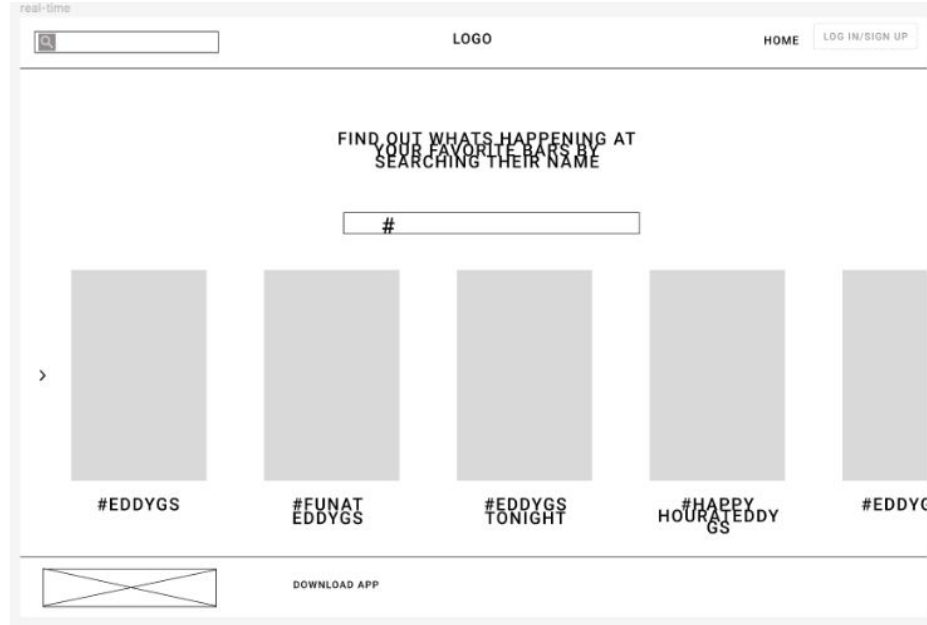 real-time
LOGO
HOME
LOG IN/SIGN UP
FIND OUT WHATS HAPPENING AT
YOUR FAVORITE BARS BY
SEARCHING THEIR NAME
#
#EDDYGS
#FUNAT
EDDYGS
#EDDYGS
TONIGHT
#HAPPY
HOURATEDDY
GS
#EDDYG
DOWNLOAD APP